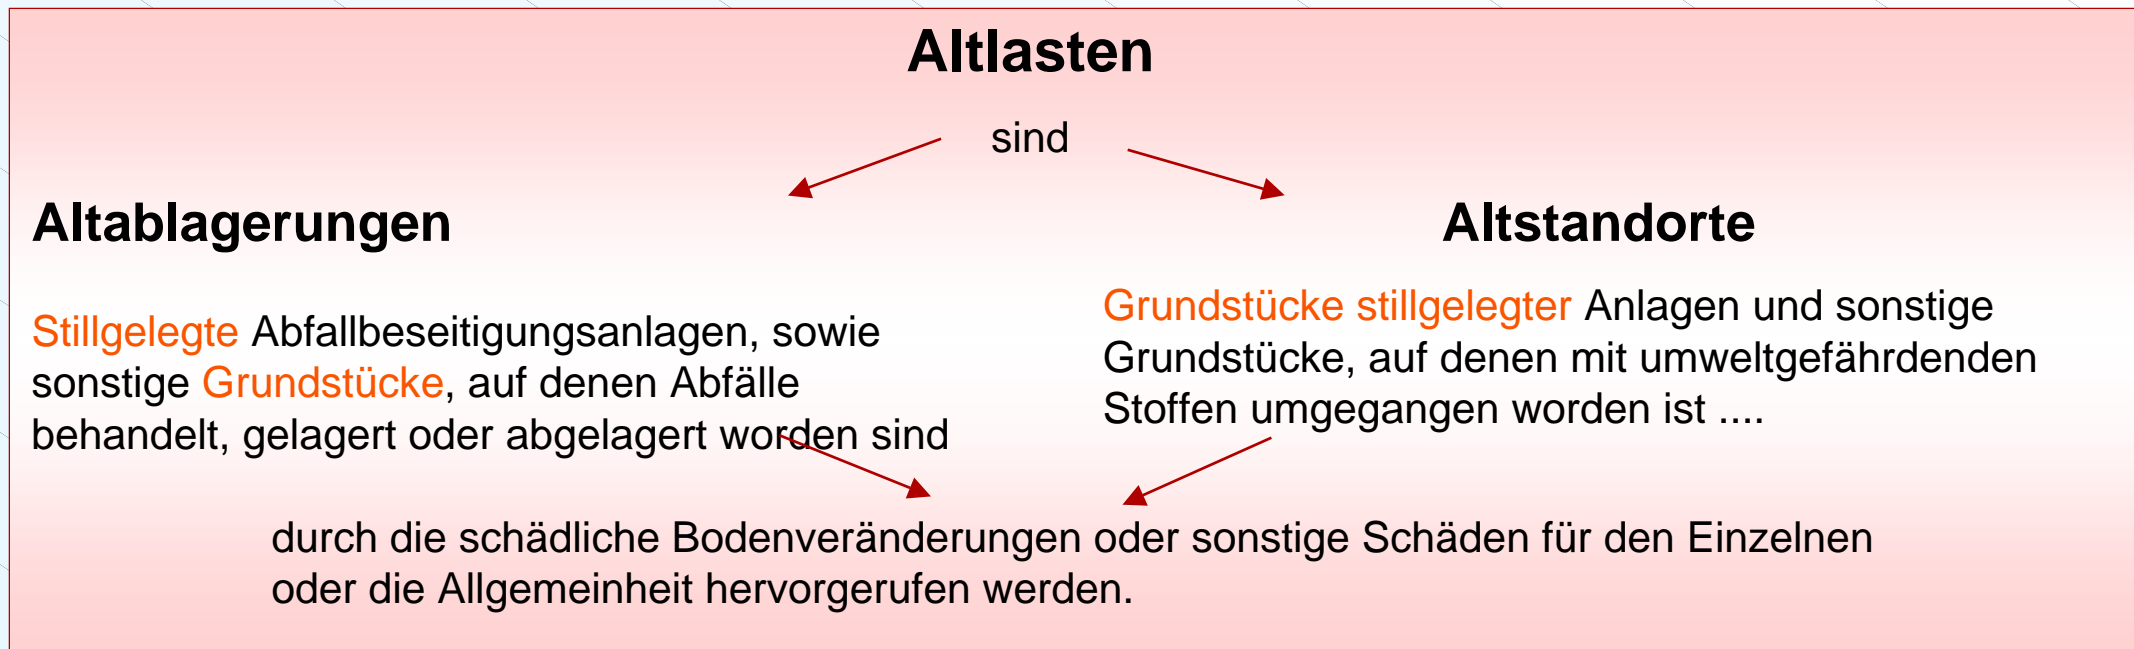 Altlasten
sind
Altablagerungen
Stillgelegte Abfallbeseitigungsanlagen, sowie
sonstige Grundstücke, auf denen Abfälle
behandelt, gelagert oder abgelagert worden sind
Altstandorte
Grundstücke stillgelegter Anlagen und sonstige
Grundstücke, auf denen mit umweltgefährdenden
Stoffen umgegangen worden ist ....
durch die schädliche Bodenveränderungen oder sonstige Schäden für den Einzelnen
oder die Allgemeinheit hervorgerufen werden.